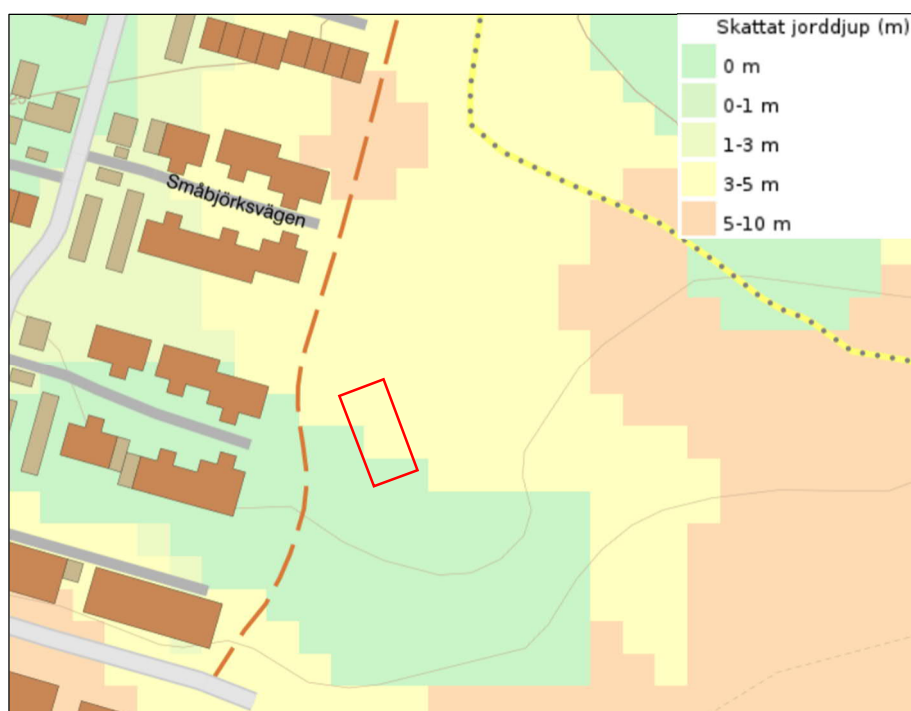 Skattat jorddjup (m)
0 m
0-1 m
1-3 m
3-5 m
5-10 m
Småbjörksvägen